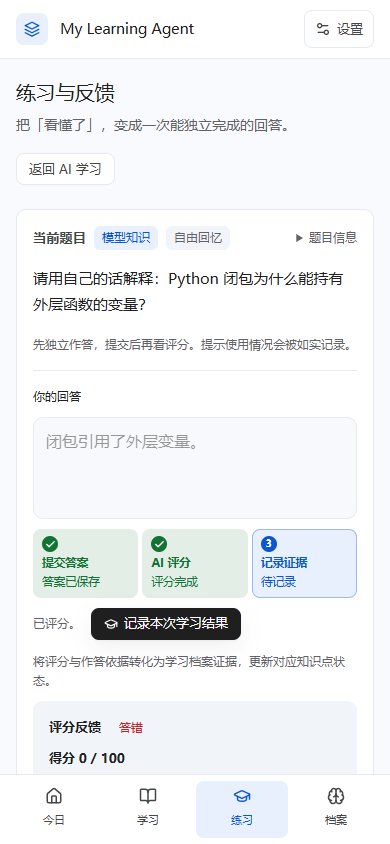 My Learning Agent
设置
练习与反馈
把「看懂了」，变成一次能独立完成的回答。
返回 AI 学习
当前题目 模型知识 自由回忆 ▶ 题目信息
请用自己的话解释：Python 闭包为什么能持有
外层函数的变量？
先独立作答，提交后再看评分。提示使用情况会被如实记录。
你的回答
闭包引用了外层变量。
提交答案
答案已保存
AI 评分
评分完成
3
记录证据
待记录
已评分。 记录本次学习结果
将评分与作答依据转化为学习档案证据，更新对应知识点状
态。
评分反馈 答错
得分 0 / 100
今日 学习 练习 档案